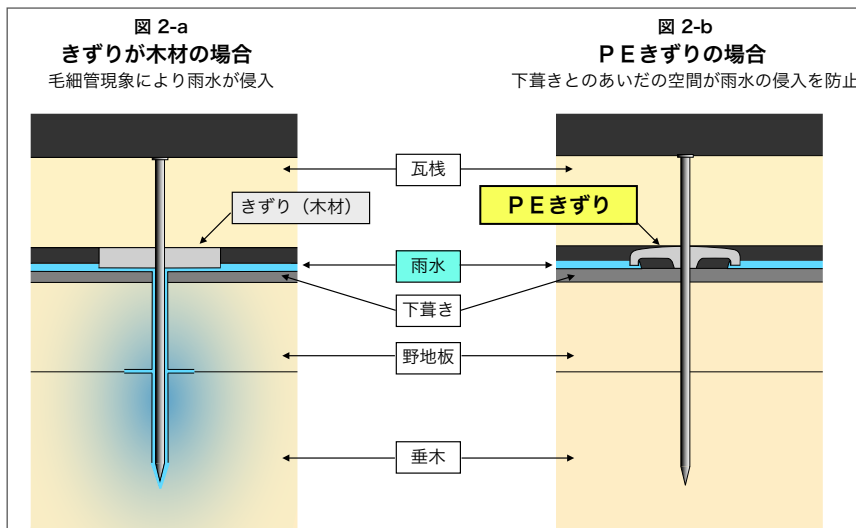 図 2-a
きずりが木材の場合
毛細管現象により雨水が侵入
図 2-b
ＰＥきずりの場合
下葺きとのあいだの空間が雨水の侵入を防止
瓦桟
きずり（木材）
ＰＥきずり
雨水
下葺き
野地板
垂木